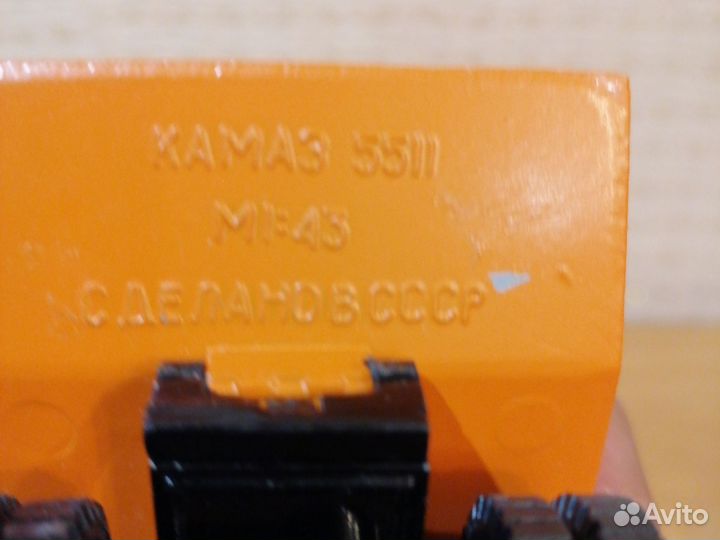 КАМАЗ 5511
М1:43
СДЕЛАНО В СССР
Avito